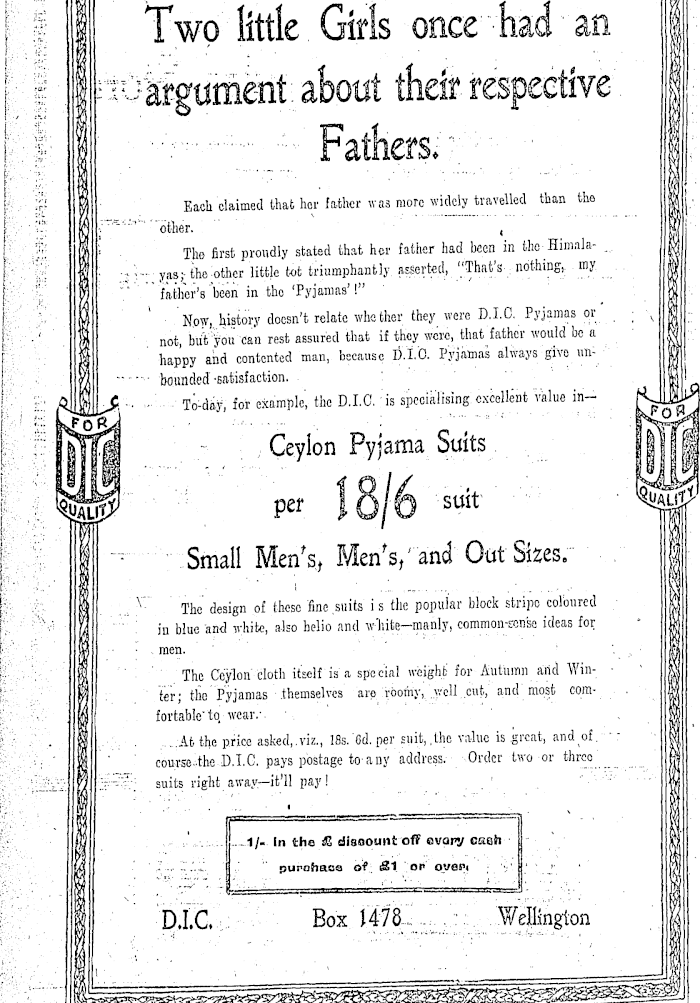 Two little Girls once had an
argument about their respective
Fathers.
Each claimed that her father was more widely travelled than the
other.
The first proudly stated that her father had been in the Himala-
yas; the other little tot triumphantly asserted, "That's nothing, my
father's been in the 'Pyjamas'!"
Now, history doesn't relate whether they were D.I.C. Pyjamas or
not, but you can rest assured that if they were, that father would be a
happy and contented man, because D.I.C. Pyjamas always give un-
bounded satisfaction.
To-day, for example, the D.I.C. is specialising excellent value in—
FOR
DIC
QUALITY
FOR
DIC
QUALITY
Ceylon Pyjama Suits
per 18/6 suit
Small Men's, Men's, and Out Sizes.
The design of these fine suits is the popular block stripe coloured
in blue and white, also helio and white—manly, common-sense ideas for
men.
The Ceylon cloth itself is a special weight for Autumn and Win-
ter; the Pyjamas themselves are roomy, well cut, and most com-
fortable to wear.
At the price asked, viz., 18s. 6d. per suit, the value is great, and of
course the D.I.C. pays postage to any address. Order two or three
suits right away—it'll pay!
1/- in the £ discount off every cash
purchase of £1 or over.
D.I.C. Box 1478 Wellington